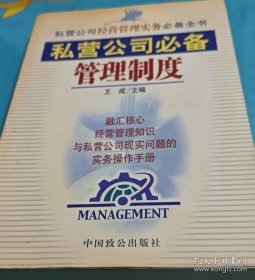 私营公司经营管理实务必备全书
私营公司必备
管理制度
王 成/主编
融汇核心
经营管理知识
与私营公司现实问题的
实务操作手册
MANAGEMENT
中国致公出版社